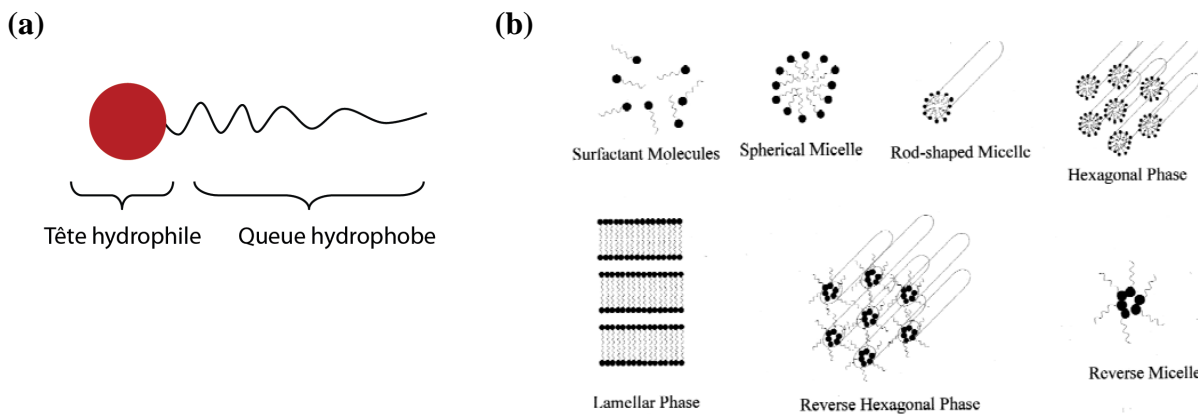 (a)
Tête hydrophile
Queue hydrophobe
(b)
Surfactant Molecules
Spherical Micelle
Rod-shaped Micelle
Hexagonal Phase
Lamellar Phase
Reverse Hexagonal Phase
Reverse Micelle